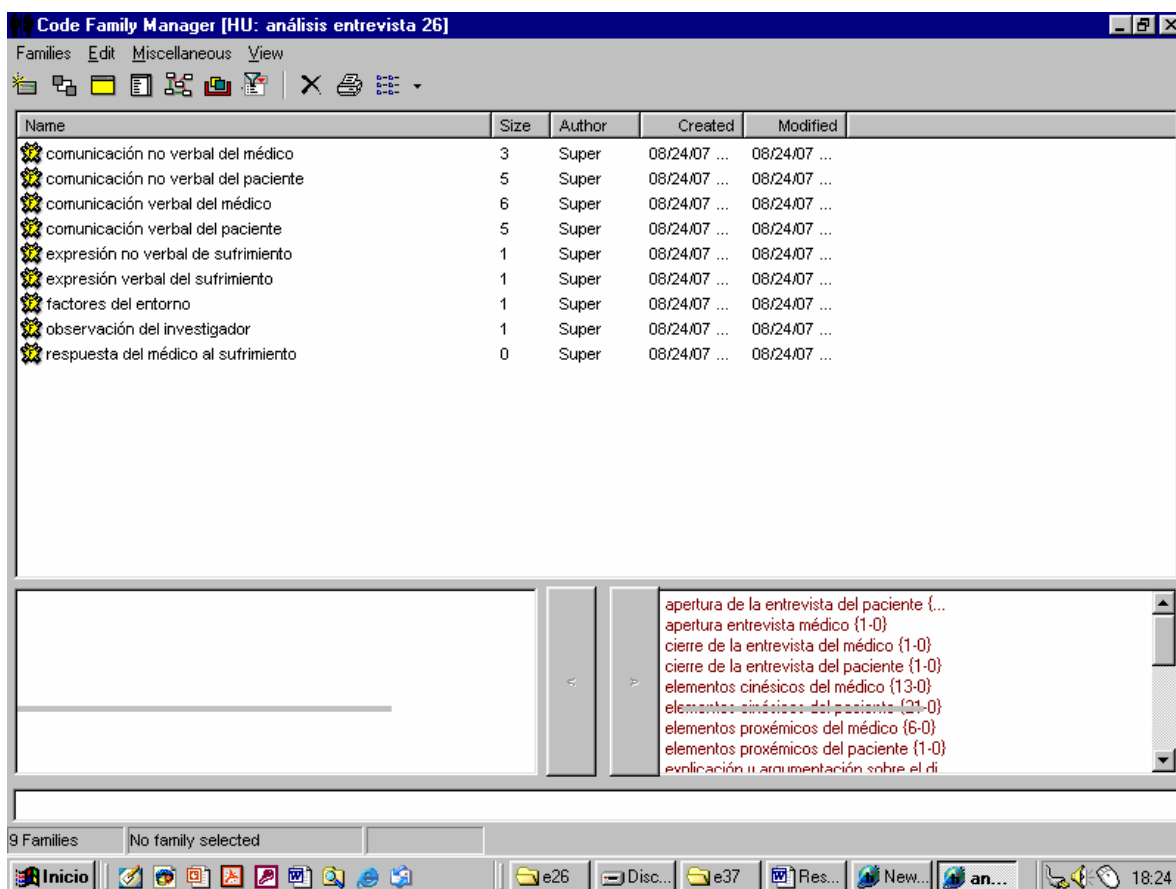 Code Family Manager [HU: análisis entrevista 26]
Families Edit Miscellaneous View
Name Size Author Created Modified
comunicación no verbal del médico 3 Super 08/24/07 ... 08/24/07 ...
comunicación no verbal del paciente 5 Super 08/24/07 ... 08/24/07 ...
comunicación verbal del médico 6 Super 08/24/07 ... 08/24/07 ...
comunicación verbal del paciente 5 Super 08/24/07 ... 08/24/07 ...
expresión no verbal de sufrimiento 1 Super 08/24/07 ... 08/24/07 ...
expresión verbal del sufrimiento 1 Super 08/24/07 ... 08/24/07 ...
factores del entorno 1 Super 08/24/07 ... 08/24/07 ...
observación del investigador 1 Super 08/24/07 ... 08/24/07 ...
respuesta del médico al sufrimiento 0 Super 08/24/07 ... 08/24/07 ...
apertura de la entrevista del paciente {...
apertura entrevista médico {1-0}
cierre de la entrevista del médico {1-0}
cierre de la entrevista del paciente {1-0}
elementos cinésicos del médico {13-0}
elementos cinésicos del paciente {21-0}
elementos proxémicos del médico {6-0}
elementos proxémicos del paciente {1-0}
explicación y argumentación sobre el di...
< >
9 Families No family selected
Inicio e26 Disc... e37 Res... New... an... 18:24